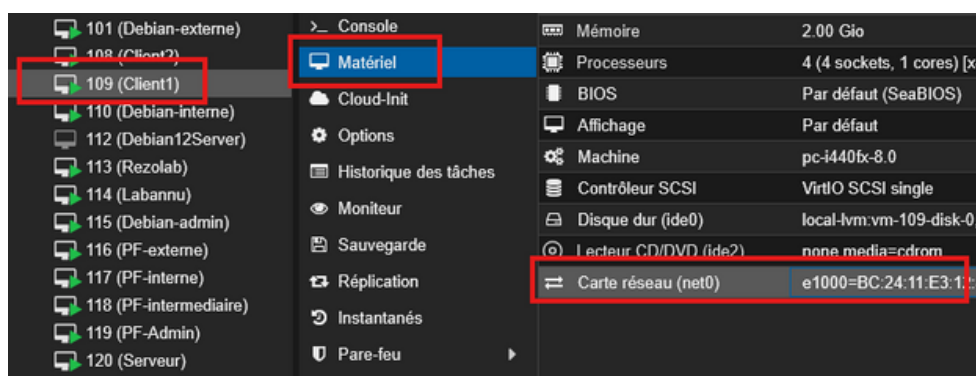 101 (Debian-externe)
108 (Client2)
109 (Client1)
110 (Debian-interne)
112 (Debian12Server)
113 (Rezolab)
114 (Labannu)
115 (Debian-admin)
116 (PF-externe)
117 (PF-interne)
118 (PF-intermediaire)
119 (PF-Admin)
120 (Serveur)
>_ Console
Matériel
Cloud-Init
Options
Historique des tâches
Moniteur
Sauvegarde
Réplication
Instantanés
Pare-feu
Mémoire 2.00 Gio
Processeurs 4 (4 sockets, 1 cores) [x
BIOS Par défaut (SeaBIOS)
Affichage Par défaut
Machine pc-i440fx-8.0
Contrôleur SCSI VirtIO SCSI single
Disque dur (ide0) local-lvm:vm-109-disk-0
Lecteur CD/DVD (ide2) none,media=cdrom
Carte réseau (net0) e1000=BC:24:11:E3:12: